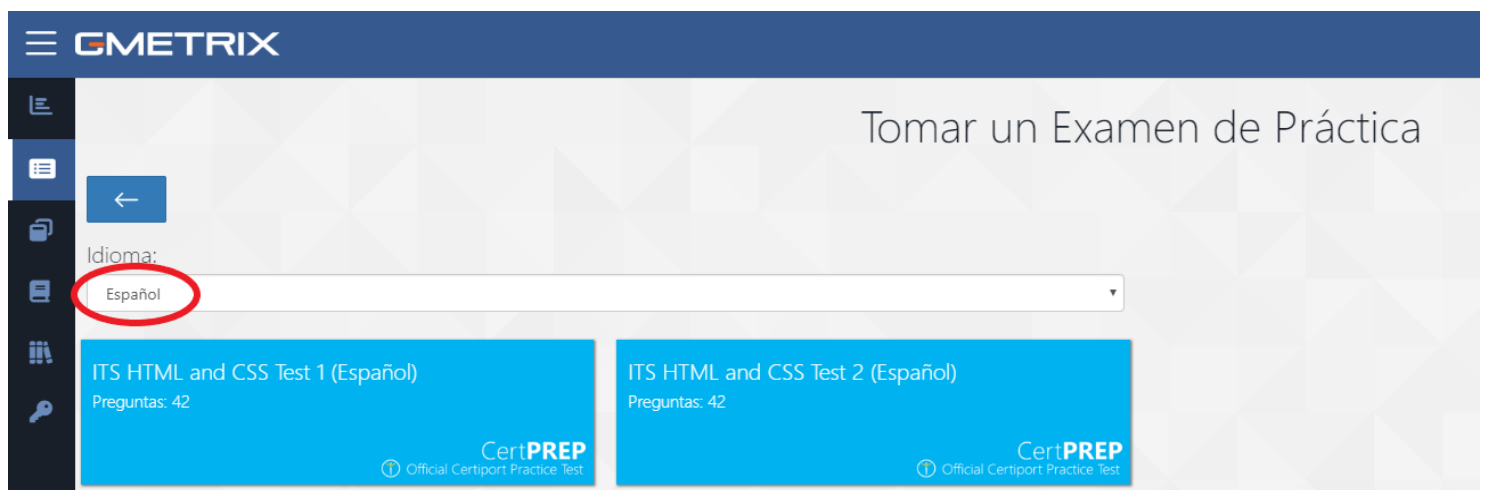 GMETRIX
Tomar un Examen de Práctica
Idioma:
Español
ITS HTML and CSS Test 1 (Español)
Preguntas: 42
CertPREP
Official Certiport Practice Test
ITS HTML and CSS Test 2 (Español)
Preguntas: 42
CertPREP
Official Certiport Practice Test